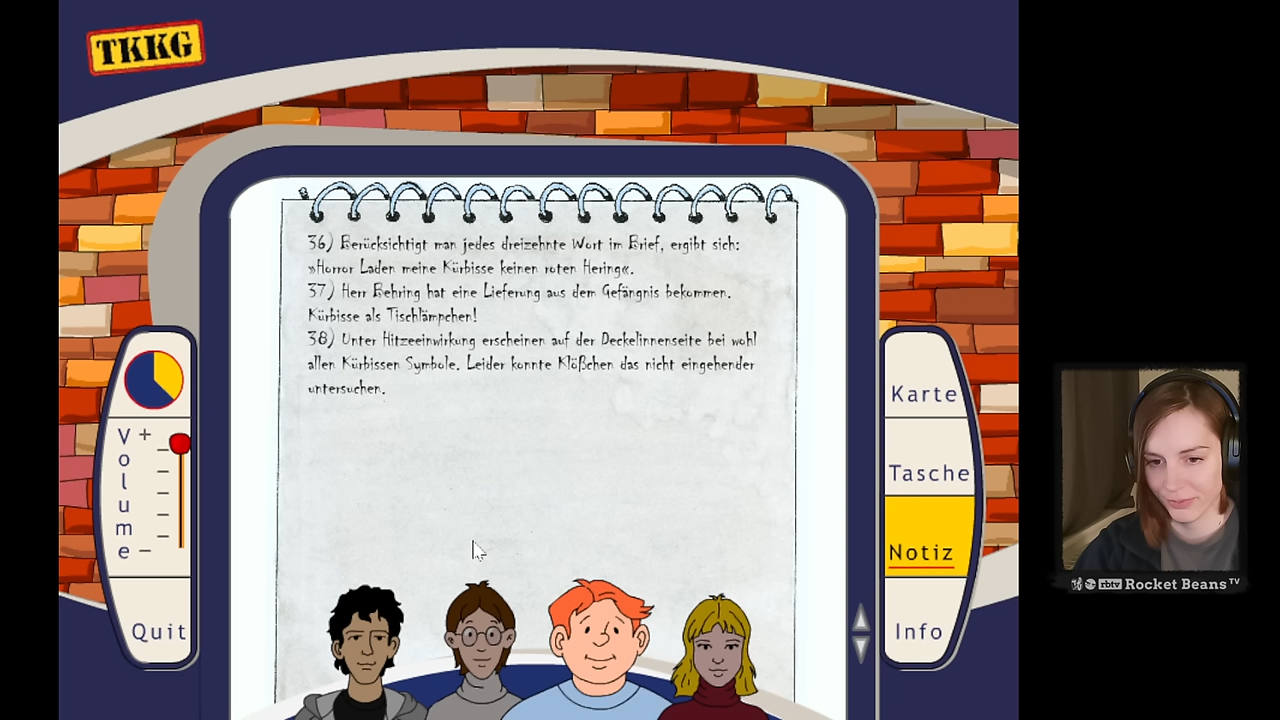 TKKG
36) Berücksichtigt man jedes dreizehnte Wort im Brief, ergibt sich:
»Horror Laden meine Kürbisse keinen roten Hering«.
37) Herr Behring hat eine Lieferung aus dem Gefängnis bekommen.
Kürbisse als Tischlämpchen!
38) Unter Hitzeeinwirkung erscheinen auf der Deckelinnenseite bei wohl
allen Kürbissen Symbole. Leider konnte Klößchen das nicht eingehender
untersuchen.
Volume
+
–
Quit
Karte
Tasche
Notiz
Info
rbtv Rocket Beans TV